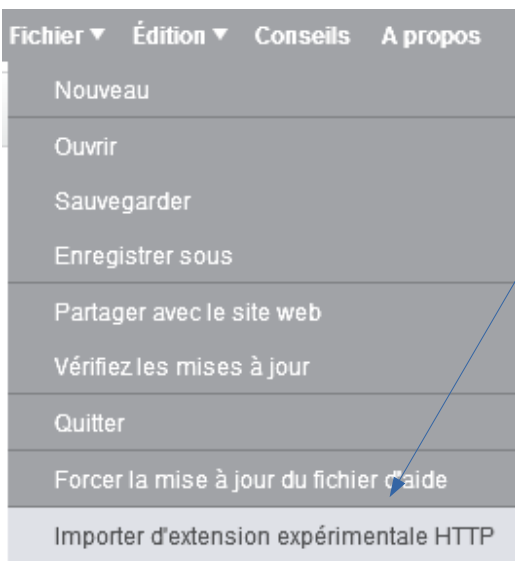 Fichier ▼ Édition ▼ Conseils A propos
Nouveau
Ouvrir
Sauvegarder
Enregistrer sous
Partager avec le site web
Vérifiez les mises à jour
Quitter
Forcer la mise à jour du fichier d'aide
Importer d'extension expérimentale HTTP